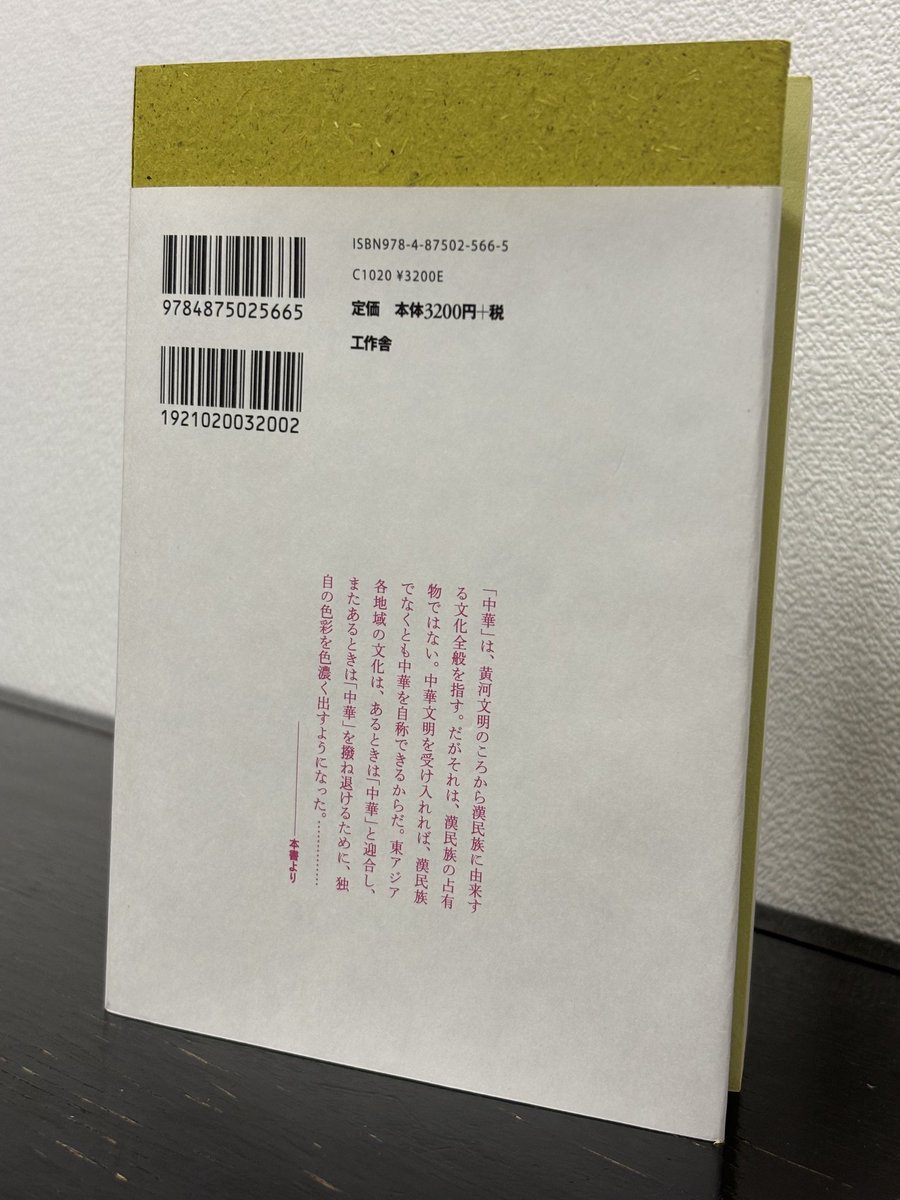 ISBN978-4-87502-566-5
C1020 ¥3200E
定価 本体3200円+税
工作舎
9784875025665
1921020032002
「中華」は、黄河文明のころから漢民族に由来す
る文化全般を指す。だがそれは、漢民族の占有
物ではない。中華文明を受け入れれば、漢民族
でなくとも中華を自称できるからだ。東アジア
各地域の文化は、あるときは「中華」と迎合し、
またあるときは「中華」を撥ね退けるために、独
自の色彩を色濃く出すようになった。……………
———本書より